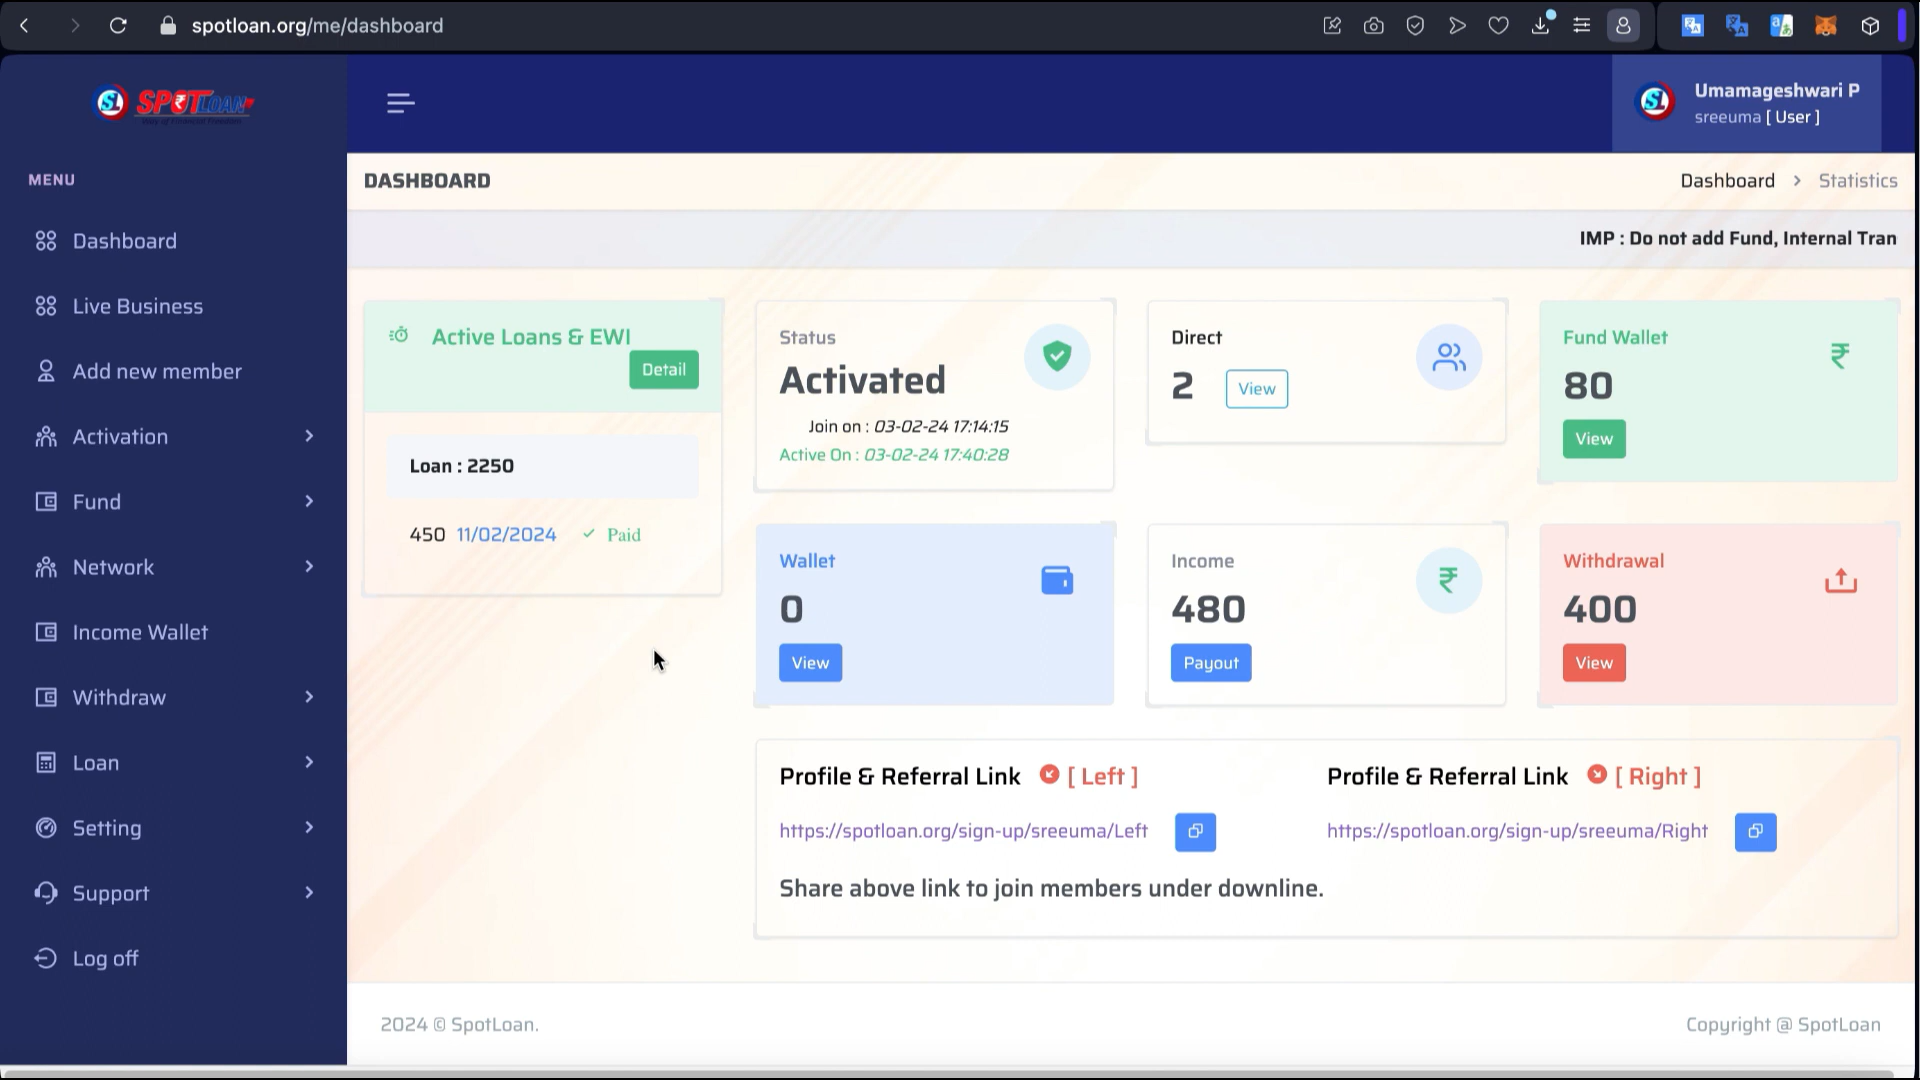 spotloan.org/me/dashboard
SL SPOTLOAN
Umamageshwari P
sreeuma [ User ]
MENU
Dashboard
Live Business
Add new member
Activation
Fund
Network
Income Wallet
Withdraw
Loan
Setting
Support
Log off
DASHBOARD
Dashboard > Statistics
IMP : Do not add Fund, Internal Tran
Active Loans & EWI
Detail
Loan : 2250
450 11/02/2024 ✓ Paid
Status
Activated
Join on : 03-02-24 17:14:15
Active On : 03-02-24 17:40:28
Direct
2 View
Fund Wallet
₹
80
View
Wallet
0
View
Income
₹
480
Payout
Withdrawal
400
View
Profile & Referral Link [ Left ]
https://spotloan.org/sign-up/sreeuma/Left
Profile & Referral Link [ Right ]
https://spotloan.org/sign-up/sreeuma/Right
Share above link to join members under downline.
2024 © SpotLoan.
Copyright @ SpotLoan